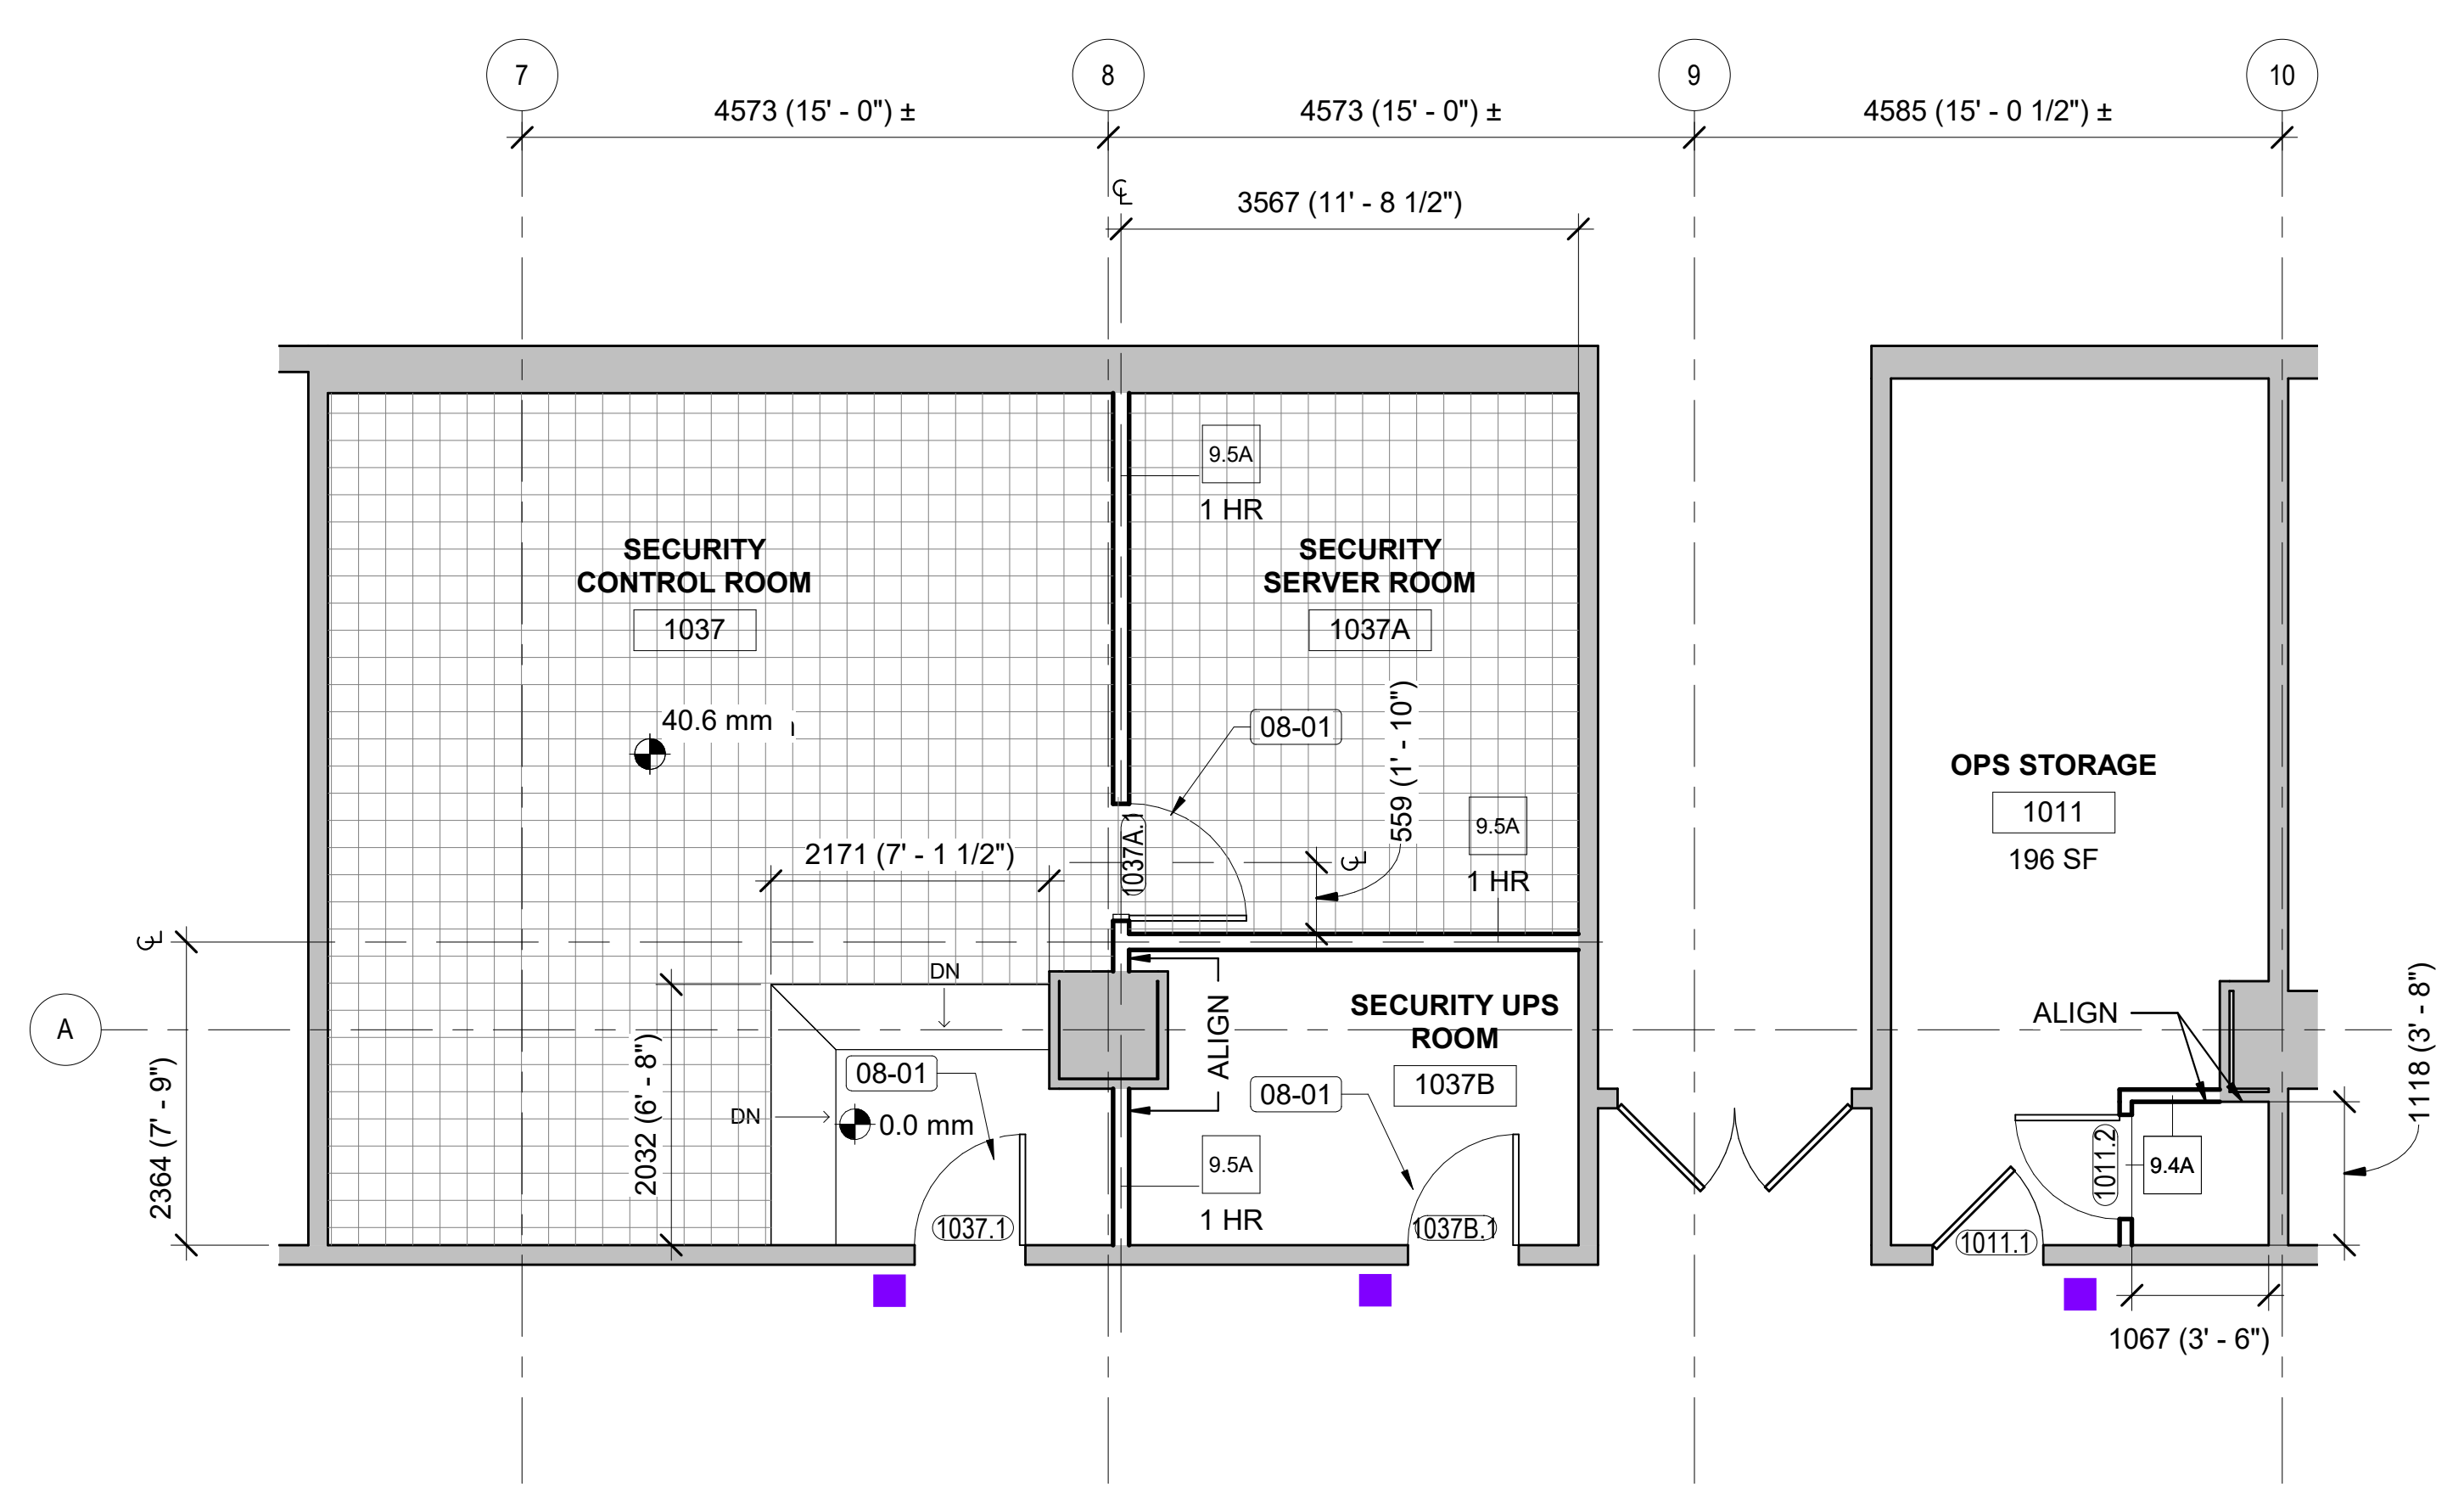 7
8
9
10
4573 (15' - 0") ±
4573 (15' - 0") ±
4585 (15' - 0 1/2") ±
℄
3567 (11' - 8 1/2")
9.5A
1 HR
SECURITY
CONTROL ROOM
1037
SECURITY
SERVER ROOM
1037A
40.6 mm
08-01
559 (1' - 10")
OPS STORAGE
1011
196 SF
9.5A
1 HR
1037A.1
2171 (7' - 1 1/2")
℄
℄
DN
A
SECURITY UPS
ROOM
1037B
ALIGN
ALIGN
1118 (3' - 8")
2364 (7' - 9")
2032 (6' - 8")
08-01
DN
0.0 mm
08-01
9.5A
1 HR
1037.1
1037B.1
1011.2
9.4A
1011.1
1067 (3' - 6")